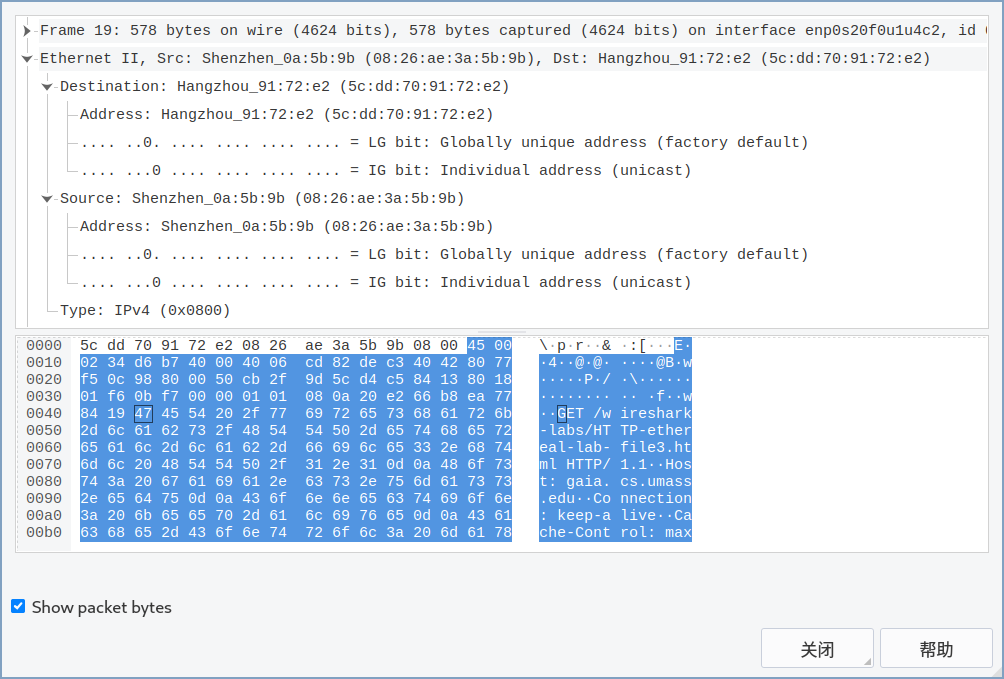 Frame 19: 578 bytes on wire (4624 bits), 578 bytes captured (4624 bits) on interface enp0s20f0u1u4c2, id
Ethernet II, Src: Shenzhen_0a:5b:9b (08:26:ae:3a:5b:9b), Dst: Hangzhou_91:72:e2 (5c:dd:70:91:72:e2)
Destination: Hangzhou_91:72:e2 (5c:dd:70:91:72:e2)
Address: Hangzhou_91:72:e2 (5c:dd:70:91:72:e2)
.... ..0. .... .... .... .... = LG bit: Globally unique address (factory default)
.... ...0 .... .... .... .... = IG bit: Individual address (unicast)
Source: Shenzhen_0a:5b:9b (08:26:ae:3a:5b:9b)
Address: Shenzhen_0a:5b:9b (08:26:ae:3a:5b:9b)
.... ..0. .... .... .... .... = LG bit: Globally unique address (factory default)
.... ...0 .... .... .... .... = IG bit: Individual address (unicast)
Type: IPv4 (0x0800)
0000 5c dd 70 91 72 e2 08 26 ae 3a 5b 9b 08 00 45 00 \·p·r··& ·:[···E·
0010 02 34 d6 b7 40 00 40 06 cd 82 de c3 40 42 80 77 ·4··@·@· ····@B·w
0020 f5 0c 98 80 00 50 cb 2f 9d 5c d4 c5 84 13 80 18 ·····P·/ ·\······
0030 01 f6 0b f7 00 00 01 01 08 0a 20 e2 66 b8 ea 77 ········ ·· ·f··w
0040 84 19 47 45 54 20 2f 77 69 72 65 73 68 61 72 6b ··GET /w ireshark
0050 2d 6c 61 62 73 2f 48 54 54 50 2d 65 74 68 65 72 -labs/HT TP-ether
0060 65 61 6c 2d 6c 61 62 2d 66 69 6c 65 33 2e 68 74 eal-lab- file3.ht
0070 6d 6c 20 48 54 54 50 2f 31 2e 31 0d 0a 48 6f 73 ml HTTP/ 1.1··Hos
0080 74 3a 20 67 61 69 61 2e 63 73 2e 75 6d 61 73 73 t: gaia. cs.umass
0090 2e 65 64 75 0d 0a 43 6f 6e 6e 65 63 74 69 6f 6e .edu··Co nnection
00a0 3a 20 6b 65 65 70 2d 61 6c 69 76 65 0d 0a 43 61 : keep-a live··Ca
00b0 63 68 65 2d 43 6f 6e 74 72 6f 6c 3a 20 6d 61 78 che-Cont rol: max
Show packet bytes
关闭 帮助